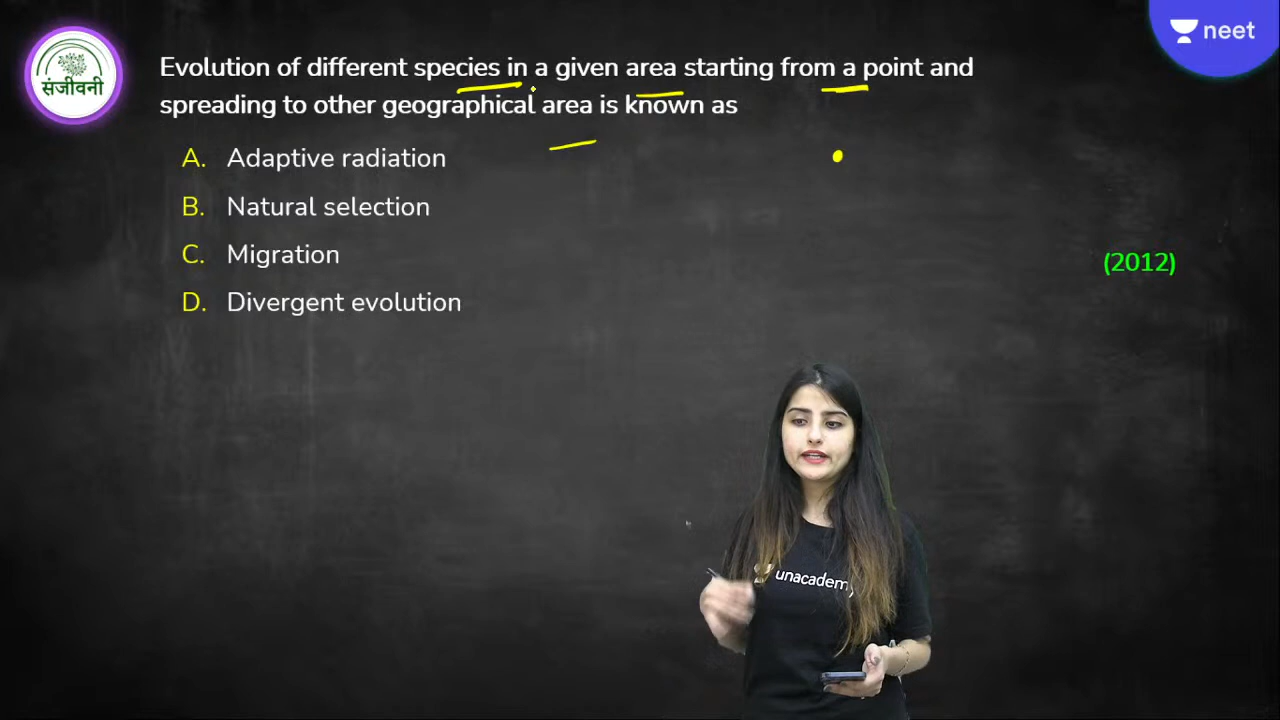 संजीवनी
neet
Evolution of different species in a given area starting from a point and
spreading to other geographical area is known as
A. Adaptive radiation
B. Natural selection
C. Migration
(2012)
D. Divergent evolution
unacademy